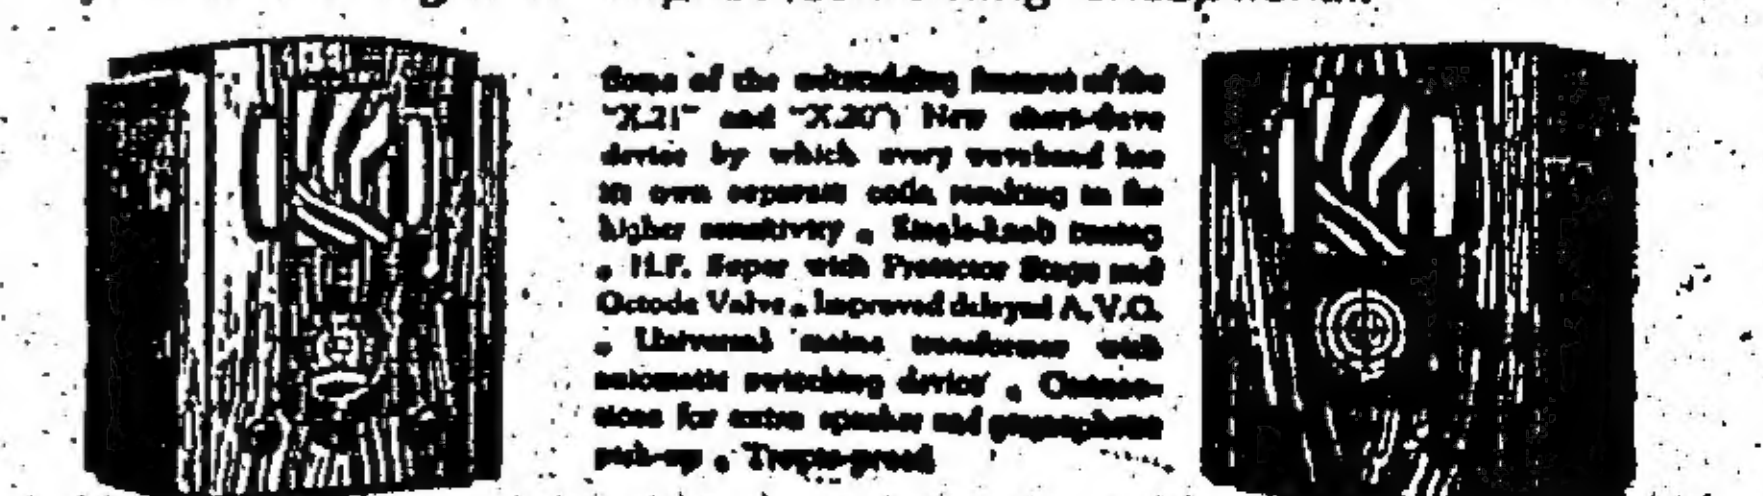 Some of the outstanding features of the
"X.21" and "X.20": New short-wave
device by which every waveband has
its own separate coils, resulting in far
higher sensitivity . Single-knob tuning
. H.F. Super with Preselector Stage and
Octode Valve . Improved delayed A.V.C.
. Universal mains transformer with
automatic switching device . Connec-
tions for extra speaker and gramophone
pick-up . Tropic-proof